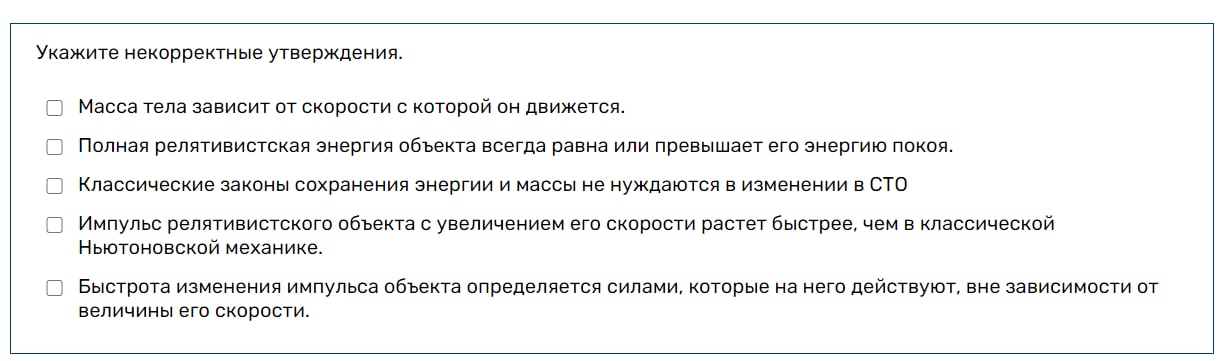 Укажите некорректные утверждения.
Масса тела зависит от скорости с которой он движется.
Полная релятивистская энергия объекта всегда равна или превышает его энергию покоя.
Классические законы сохранения энергии и массы не нуждаются в изменении в СТО
Импульс релятивистского объекта с увеличением его скорости растет быстрее, чем в классической
Ньютоновской механике.
Быстрота изменения импульса объекта определяется силами, которые на него действуют, вне зависимости от
величины его скорости.